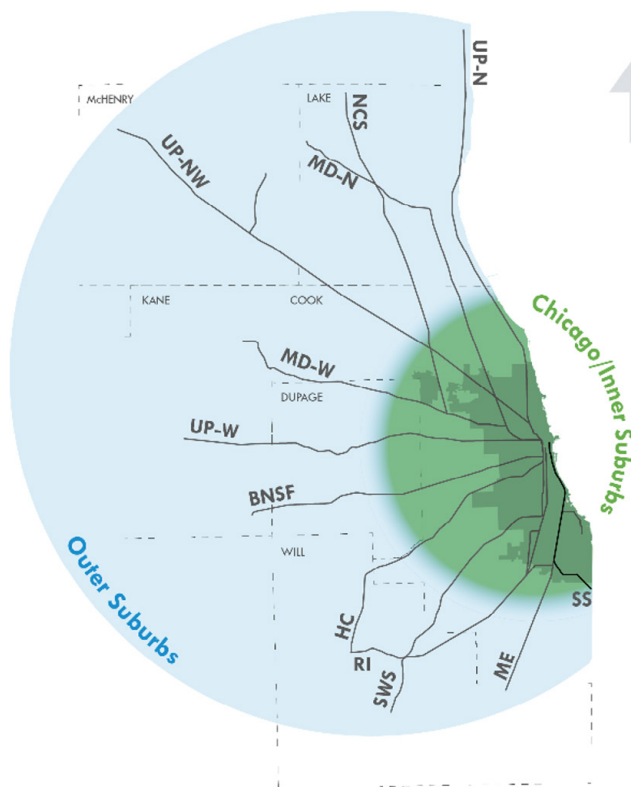 UP-N
McHENRY
LAKE
NCS
UP-NW
MD-N
KANE
COOK
Chicago/Inner Suburbs
MD-W
DUPAGE
UP-W
BNSF
WILL
Outer Suburbs
SS
HC
RI
ME
SWS